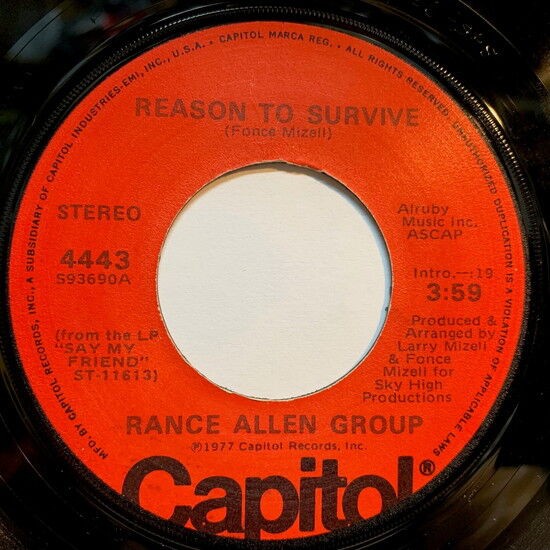 MFD. BY CAPITOL RECORDS, INC., A SUBSIDIARY OF CAPITOL INDUSTRIES-EMI, INC., U.S.A. • CAPITOL MARCA REG. • ALL RIGHTS RESERVED. UNAUTHORIZED DUPLICATION IS A VIOLATION OF APPLICABLE LAWS
REASON TO SURVIVE
(Fonce Mizell)
STEREO
4443
S93690A
(from the LP
"SAY MY
FRIEND"
ST-11613)
Alruby
Music Inc.
ASCAP
Intro.—:19
3:59
Produced &
Arranged by
Larry Mizell
& Fonce
Mizell for
Sky High
Productions
RANCE ALLEN GROUP
℗1977 Capitol Records, Inc.
Capitol®